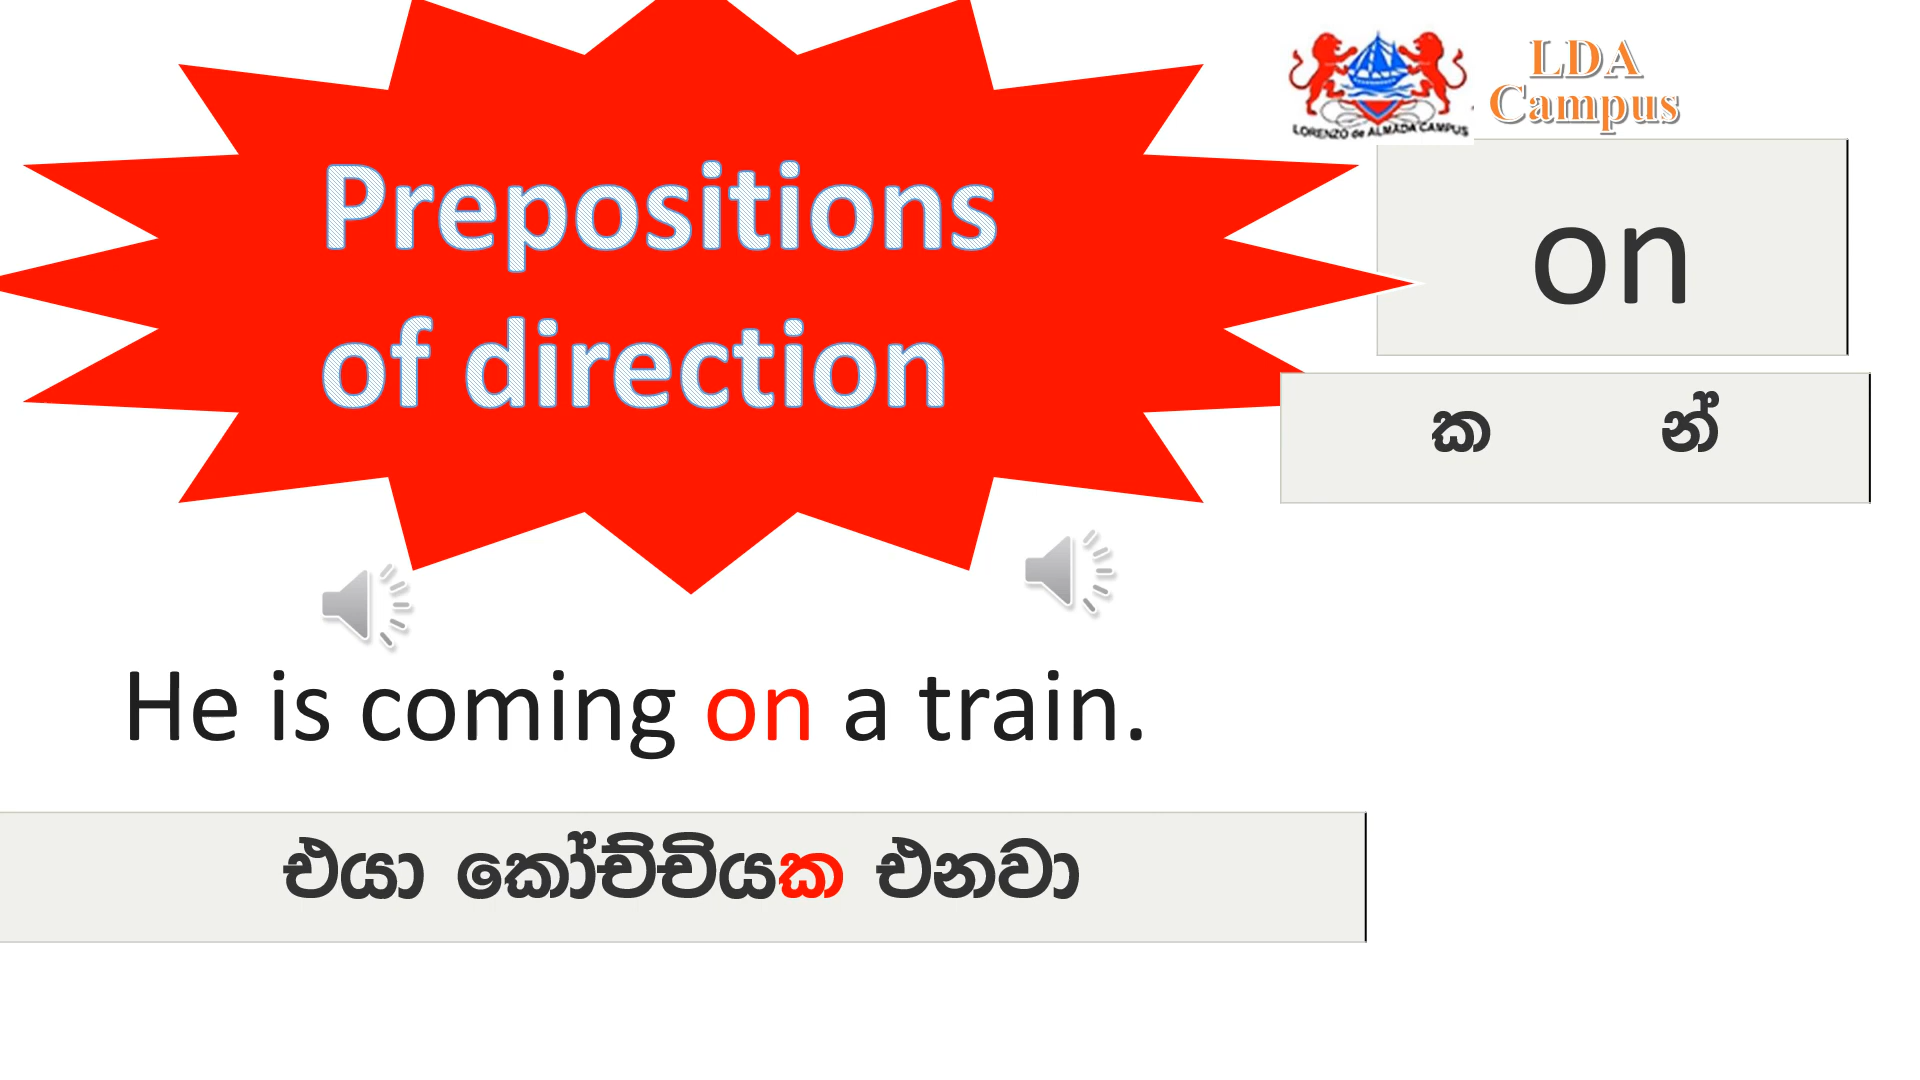 Prepositions
of direction
LORENZO de ALMADA CAMPUS
LDA
Campus
on
ක න්
He is coming on a train.
එයා කෝච්චියක එනවා